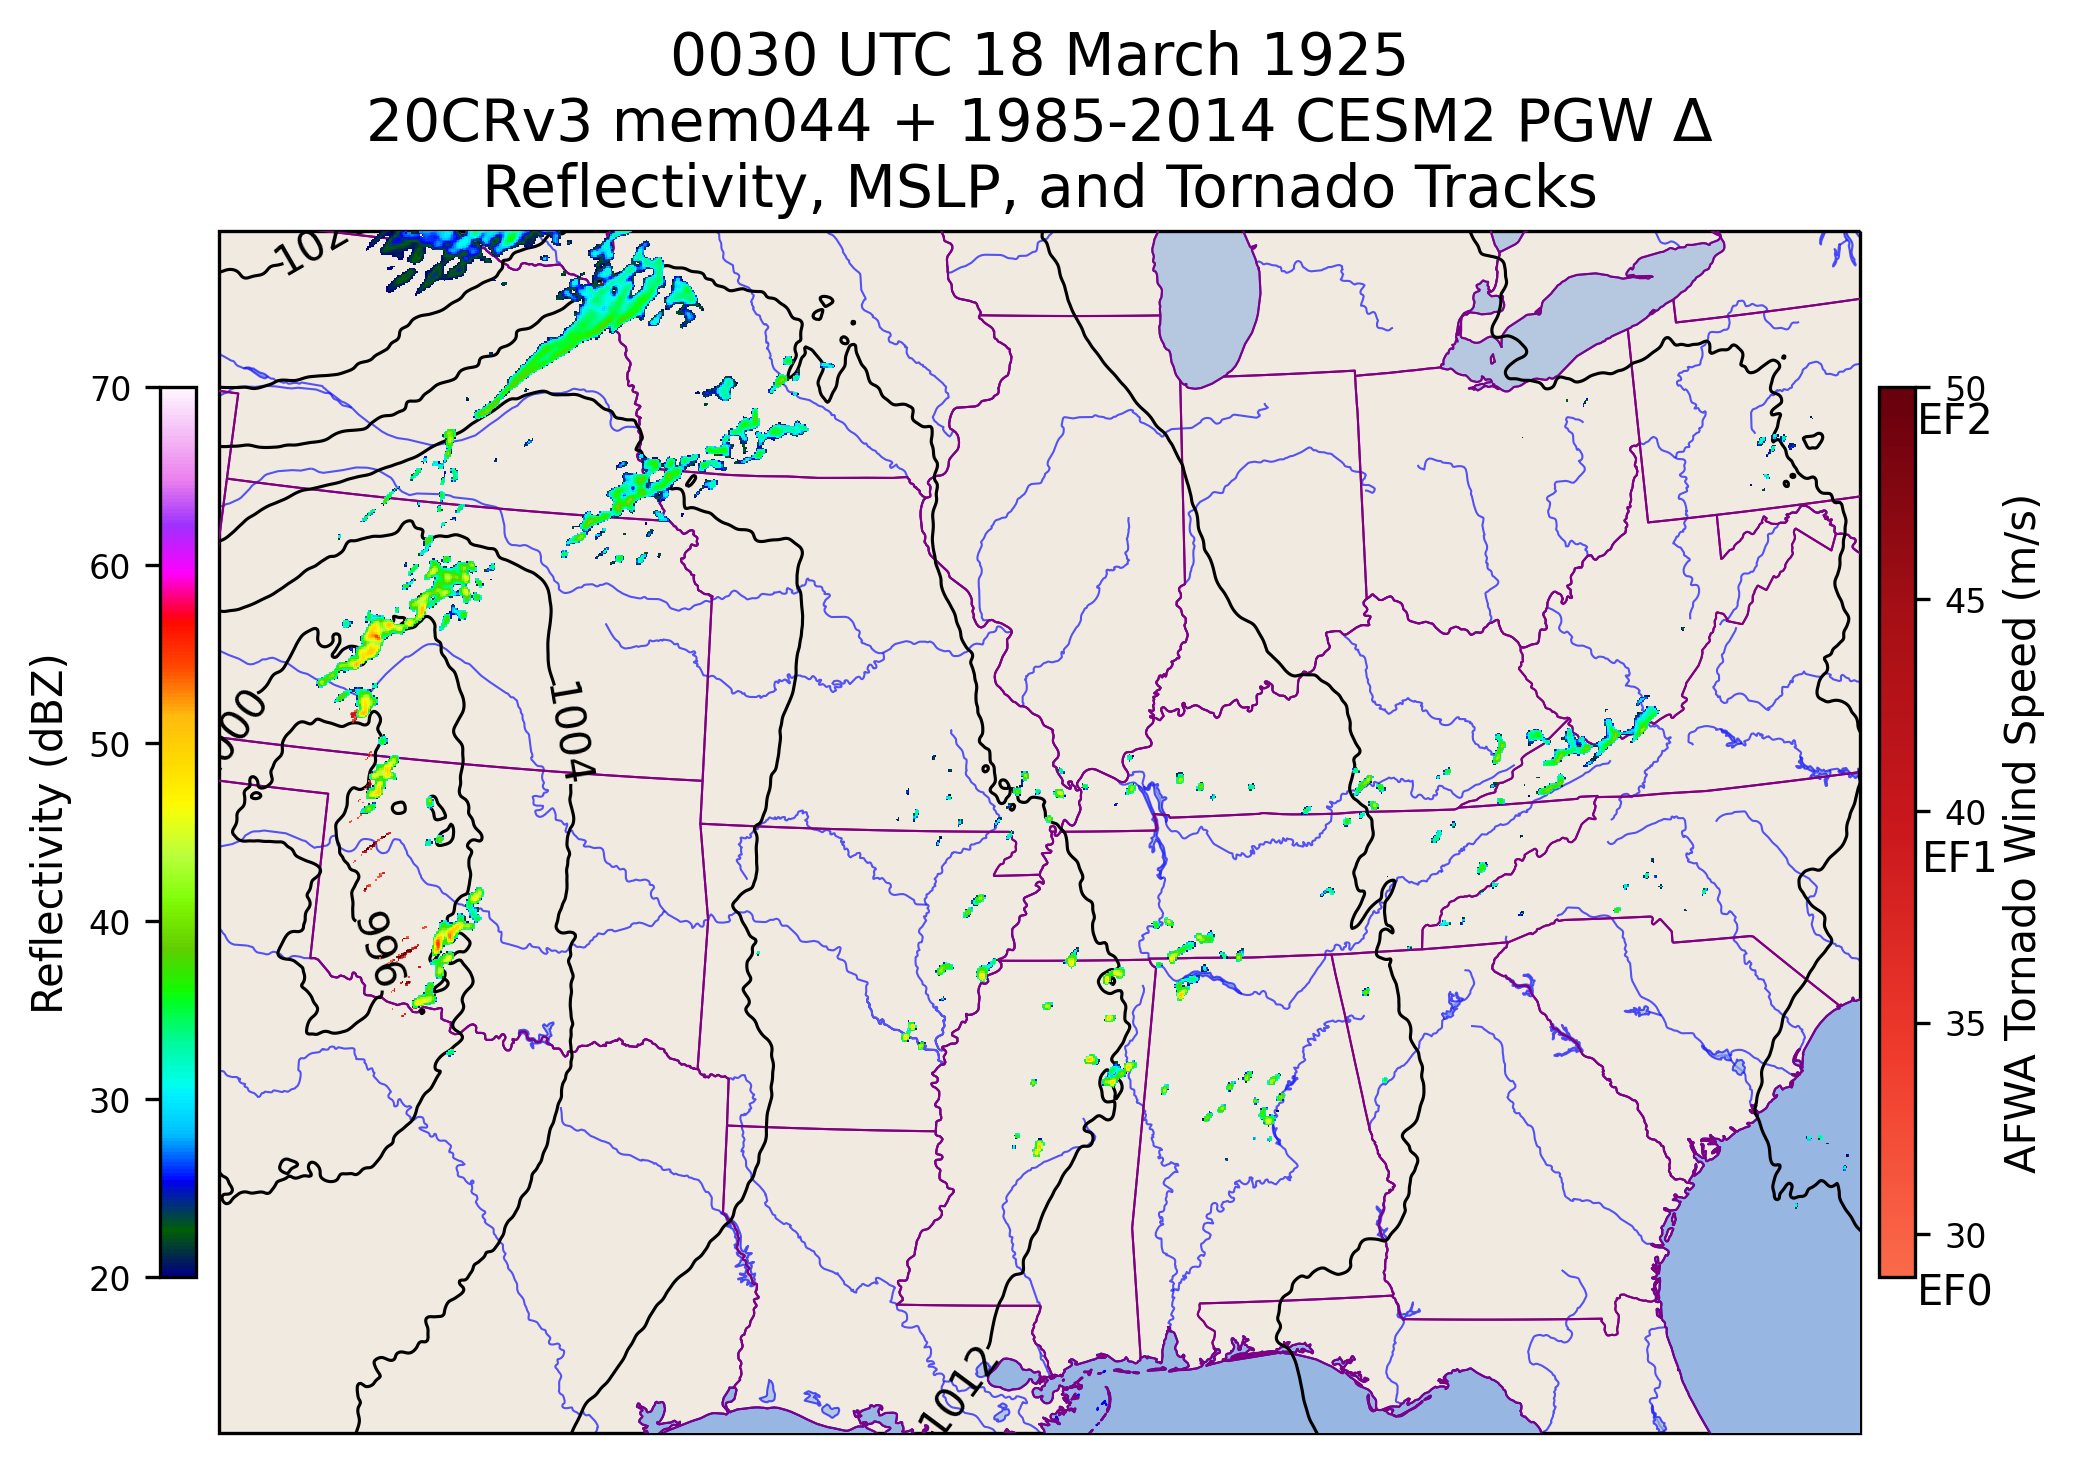 0030 UTC 18 March 1925
20CRv3 mem044 + 1985-2014 CESM2 PGW Δ
Reflectivity, MSLP, and Tornado Tracks
70
60
50
40
30
20
Reflectivity (dBZ)
1004
996
1012
50
EF2
45
40
EF1
35
30
EF0
AFWA Tornado Wind Speed (m/s)